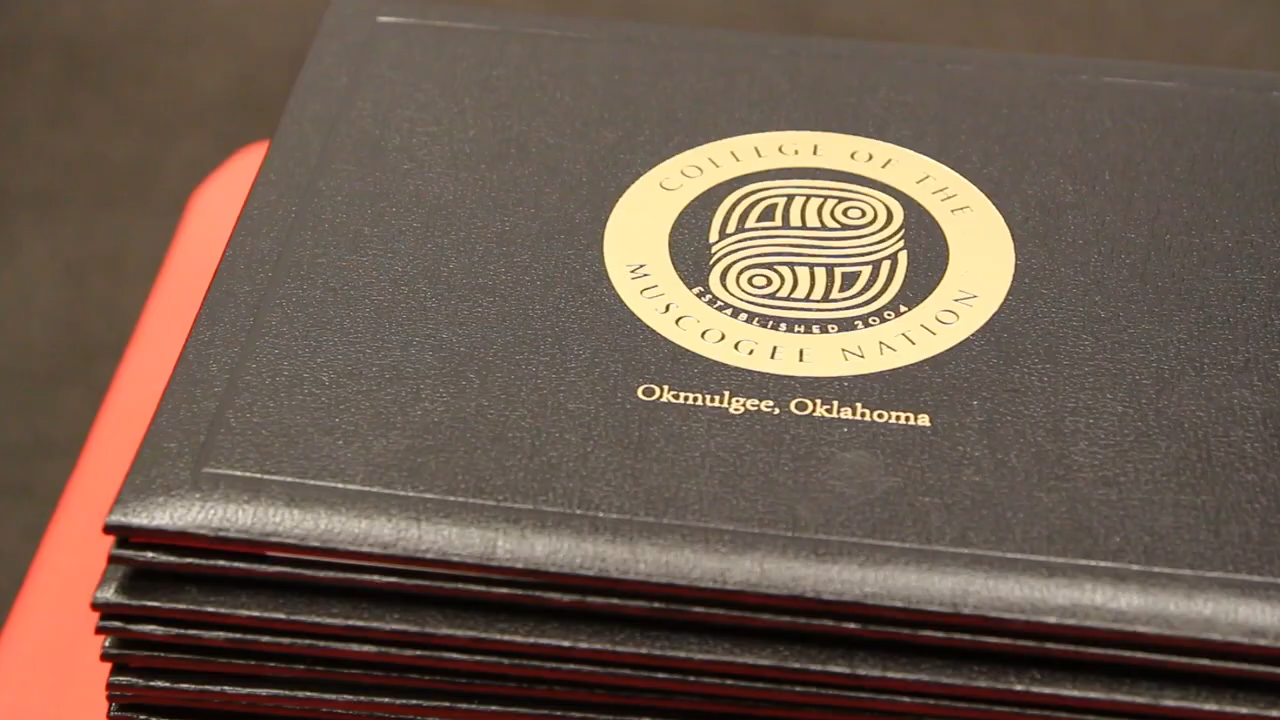 COLLEGE OF THE
MUSCOGEE NATION
ESTABLISHED 2004
Okmulgee, Oklahoma